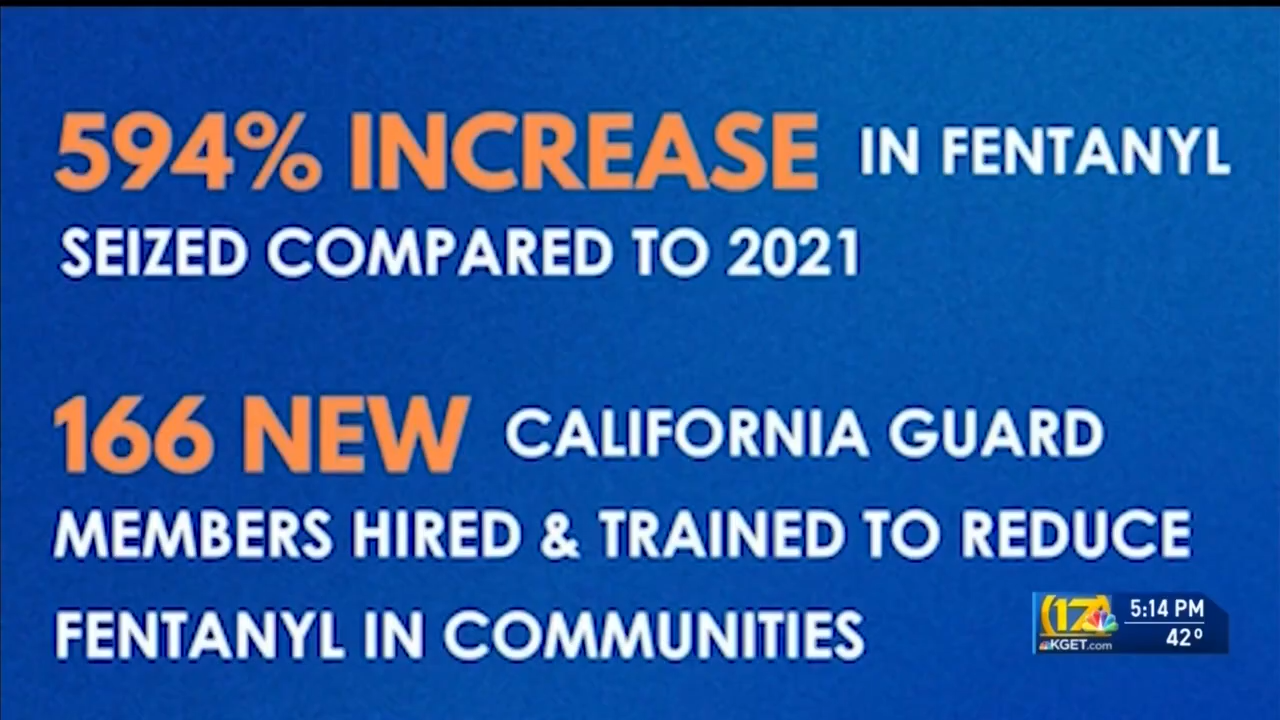 594% INCREASE IN FENTANYL
SEIZED COMPARED TO 2021
166 NEW CALIFORNIA GUARD
MEMBERS HIRED & TRAINED TO REDUCE
FENTANYL IN COMMUNITIES
17 5:14 PM
KGET.com 42°